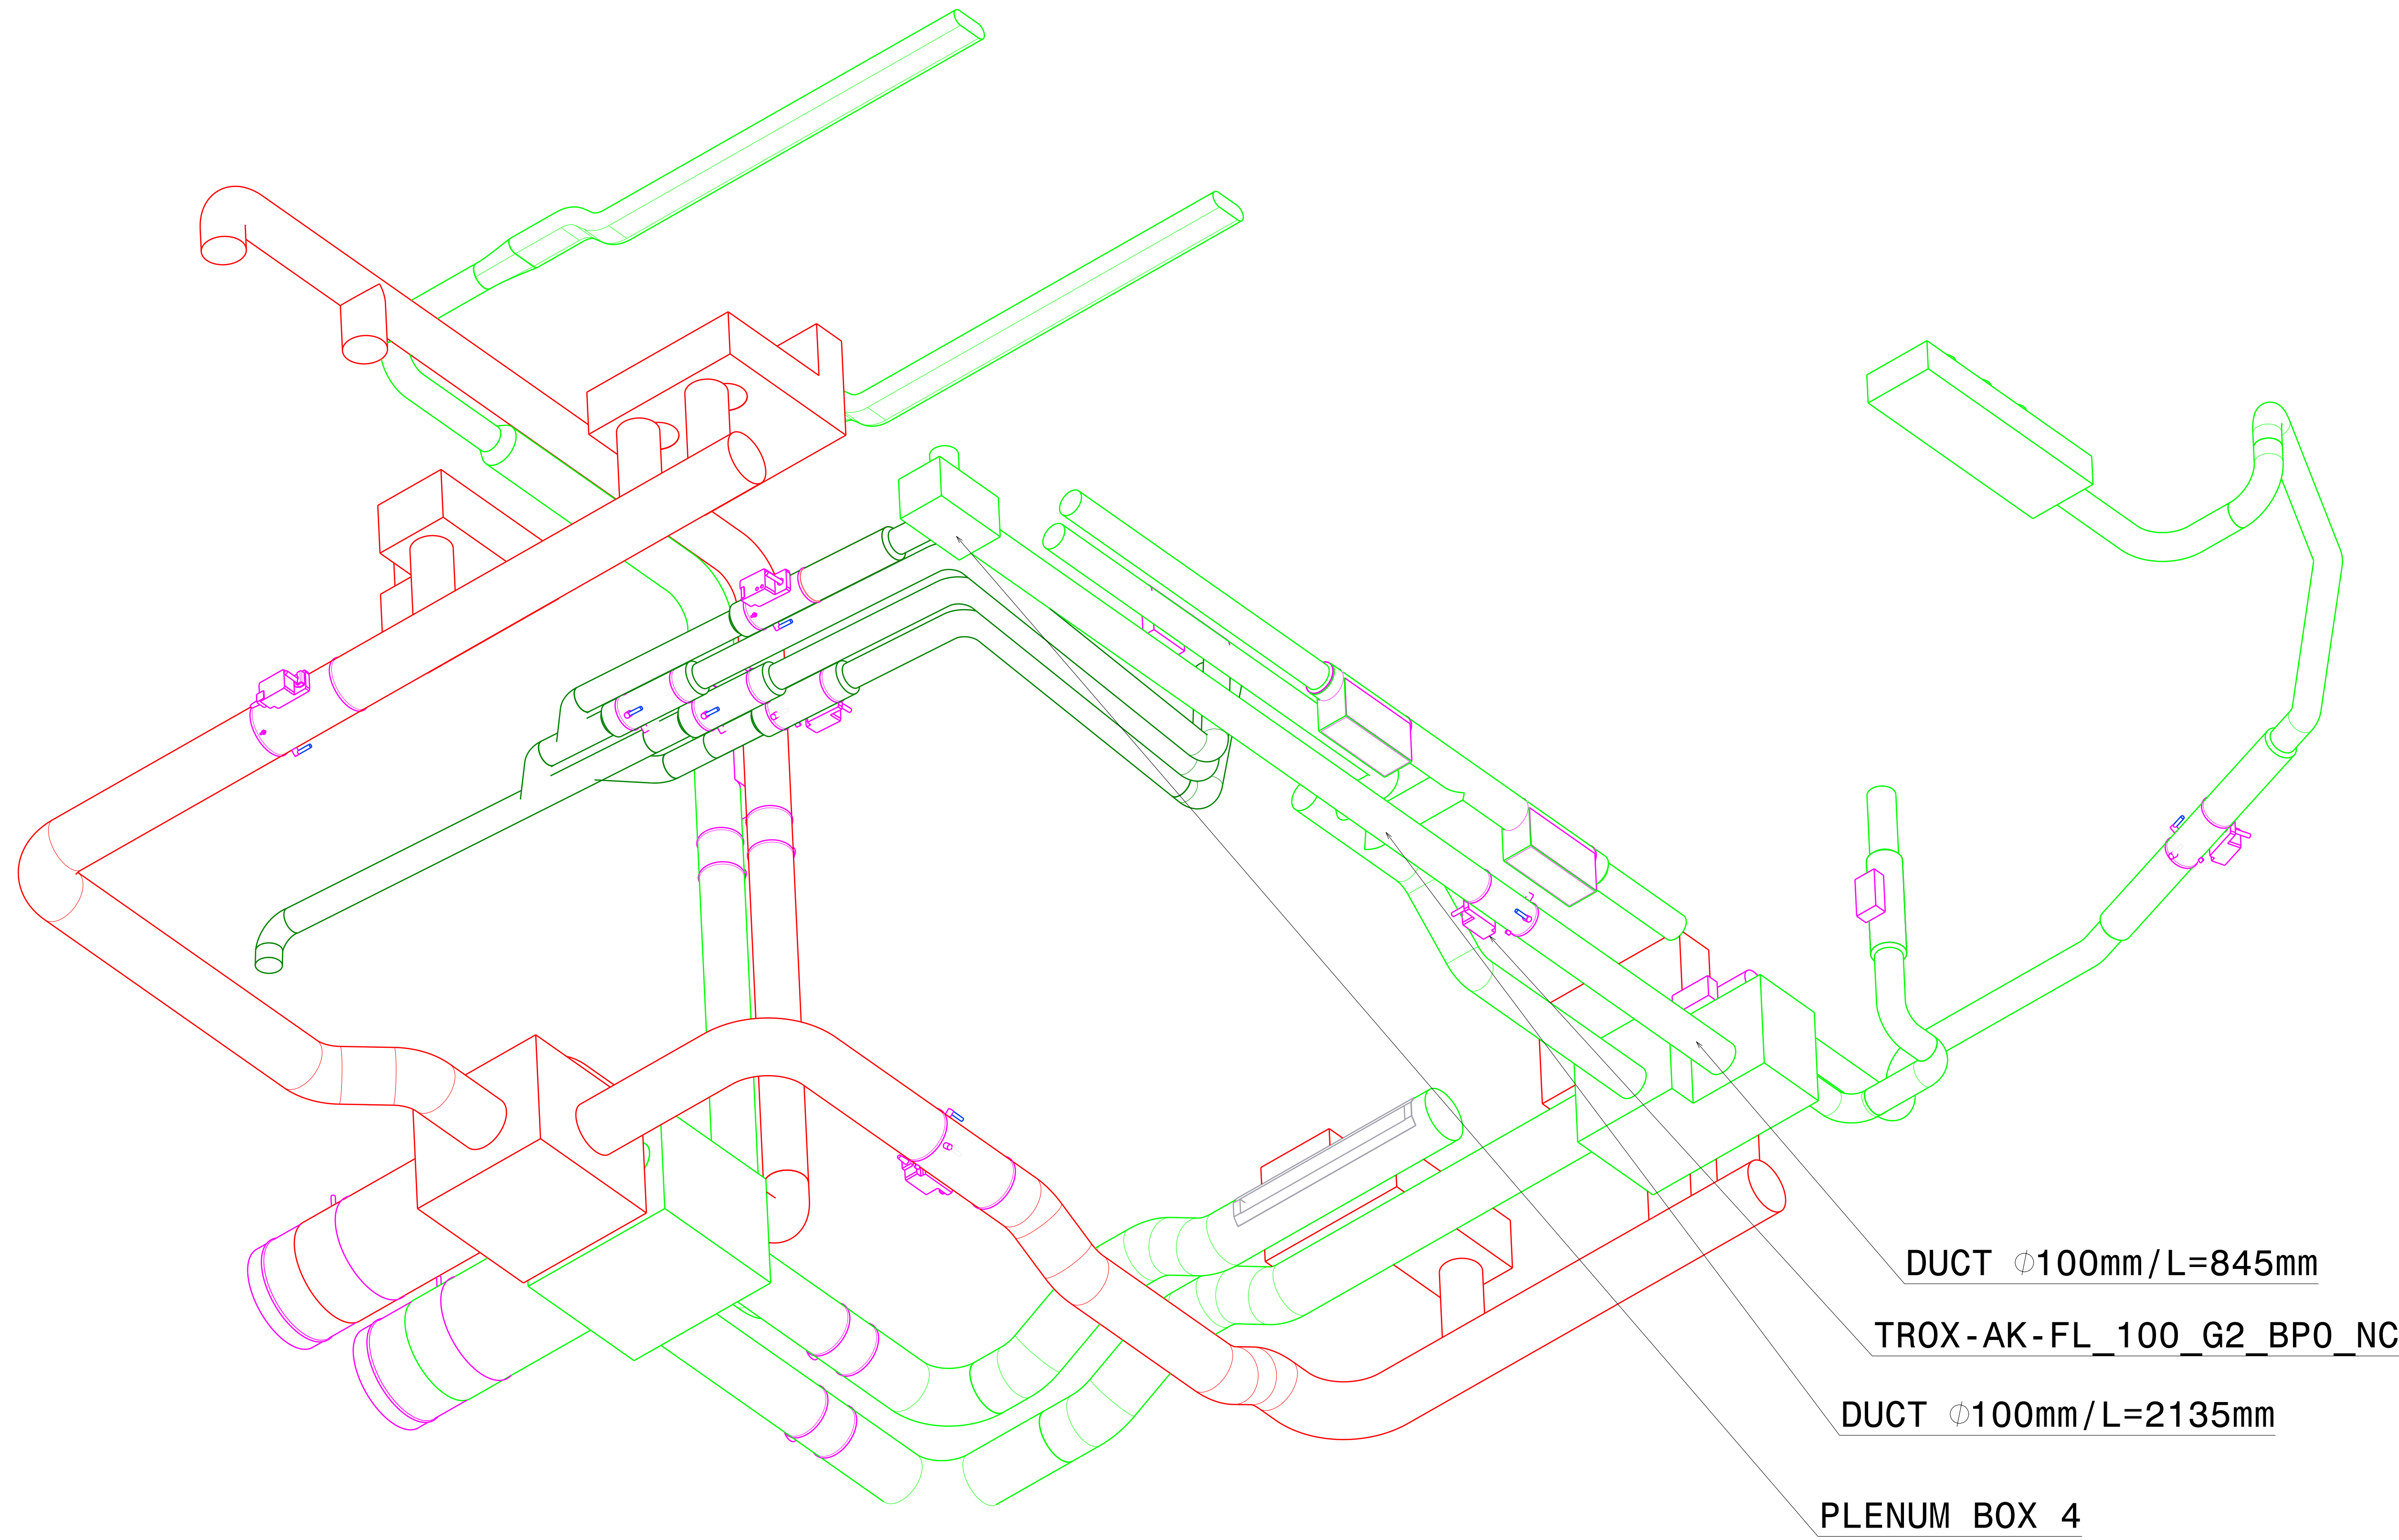 DUCT ⌀100mm/L=845mm
TROX-AK-FL_100_G2_BP0_NC
DUCT ⌀100mm/L=2135mm
PLENUM BOX 4